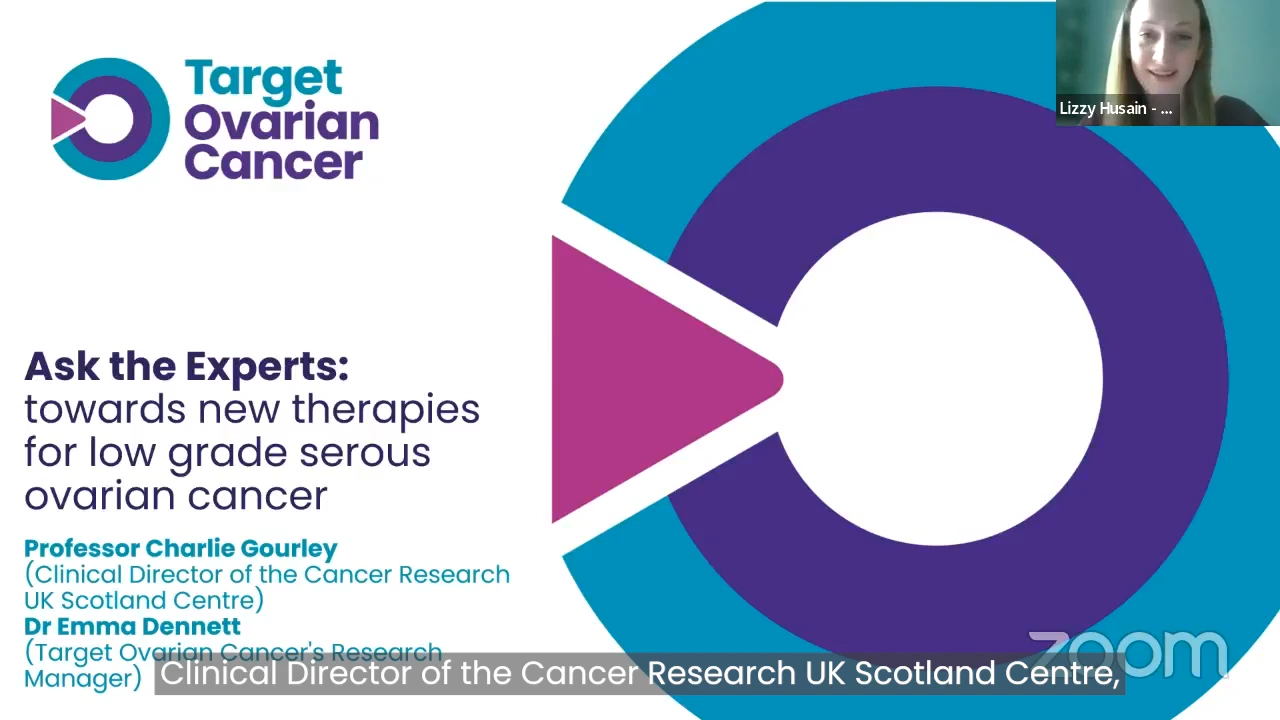 Target
Ovarian
Cancer
Lizzy Husain - ...
Ask the Experts:
towards new therapies
for low grade serous
ovarian cancer
Professor Charlie Gourley
(Clinical Director of the Cancer Research
UK Scotland Centre)
Dr Emma Dennett
(Target Ovarian Cancer's Research
Manager)
Clinical Director of the Cancer Research UK Scotland Centre,
zoom